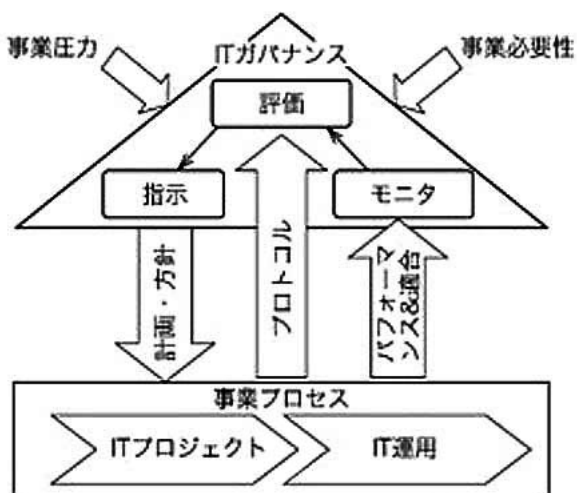 事業圧力
ITガバナンス
事業必要性
評価
指示
モニタ
計画・方針
プロトコル
パフォーマ
ンス&適合
事業プロセス
ITプロジェクト
IT運用